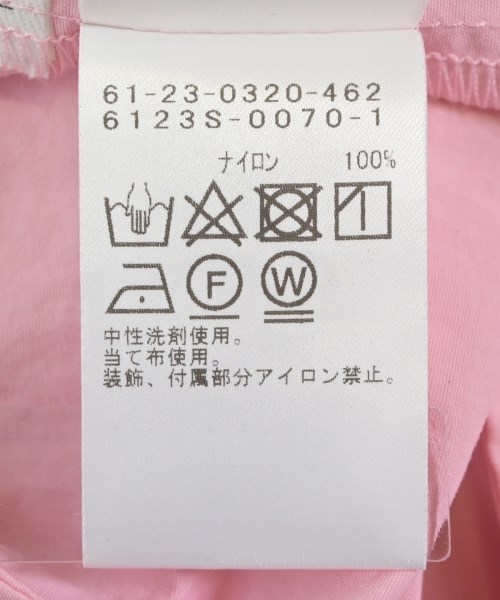 61-23-0320-462
6123S-0070-1
ナイロン 100%
F W
中性洗剤使用。
当て布使用。
装飾、付属部分アイロン禁止。